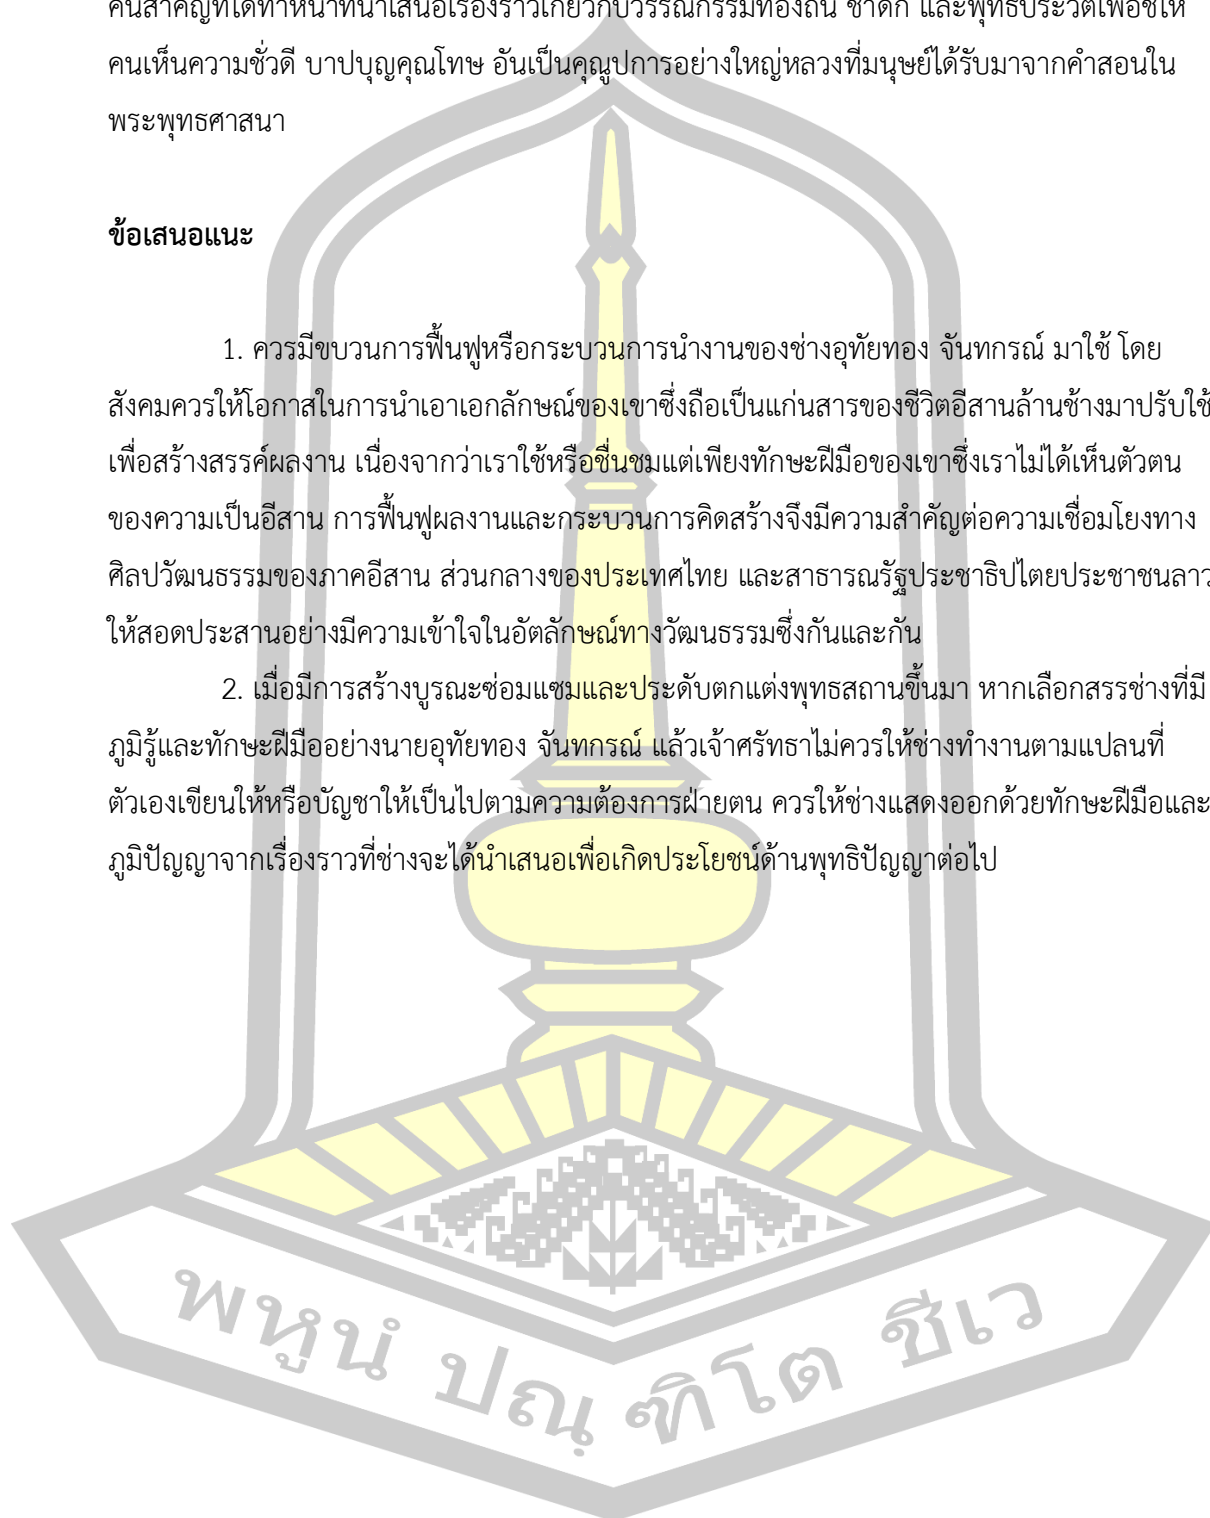 คนสำคัญที่ได้ทำหน้าที่นำเสนอเรื่องราวเกี่ยวกับวรรณกรรมท้องถิ่น ชาดก และพุทธประวัติเพื่อชี้ให้
คนเห็นความชั่วดี บาปบุญคุณโทษ อันเป็นคุณูปการอย่างใหญ่หลวงที่มนุษย์ได้รับมาจากคำสอนใน
พระพุทธศาสนา
ข้อเสนอแนะ
1. ควรมีขบวนการฟื้นฟูหรือกระบวนการนำงานของช่างอุทัยทอง จันทกรณ์ มาใช้ โดย
สังคมควรให้โอกาสในการนำเอาเอกลักษณ์ของเขาซึ่งถือเป็นแก่นสารของชีวิตอีสานล้านช้างมาปรับใช้
เพื่อสร้างสรรค์ผลงาน เนื่องจากว่าเราใช้หรือชื่นชมแต่เพียงทักษะฝีมือของเขาซึ่งเราไม่ได้เห็นตัวตน
ของความเป็นอีสาน การฟื้นฟูผลงานและกระบวนการคิดสร้างจึงมีความสำคัญต่อความเชื่อมโยงทาง
ศิลปวัฒนธรรมของภาคอีสาน ส่วนกลางของประเทศไทย และสาธารณรัฐประชาธิปไตยประชาชนลาว
ให้สอดประสานอย่างมีความเข้าใจในอัตลักษณ์ทางวัฒนธรรมซึ่งกันและกัน
2. เมื่อมีการสร้างบูรณะซ่อมแซมและประดับตกแต่งพุทธสถานขึ้นมา หากเลือกสรรช่างที่มี
ภูมิรู้และทักษะฝีมืออย่างนายอุทัยทอง จันทกรณ์ แล้วเจ้าศรัทธาไม่ควรให้ช่างทำงานตามแปลนที่
ตัวเองเขียนให้หรือบัญชาให้เป็นไปตามความต้องการฝ่ายตน ควรให้ช่างแสดงออกด้วยทักษะฝีมือและ
ภูมิปัญญาจากเรื่องราวที่ช่างจะได้นำเสนอเพื่อเกิดประโยชน์ด้านพุทธิปัญญาต่อไป
พหูนํ ปณฺฑิโต ชีเว